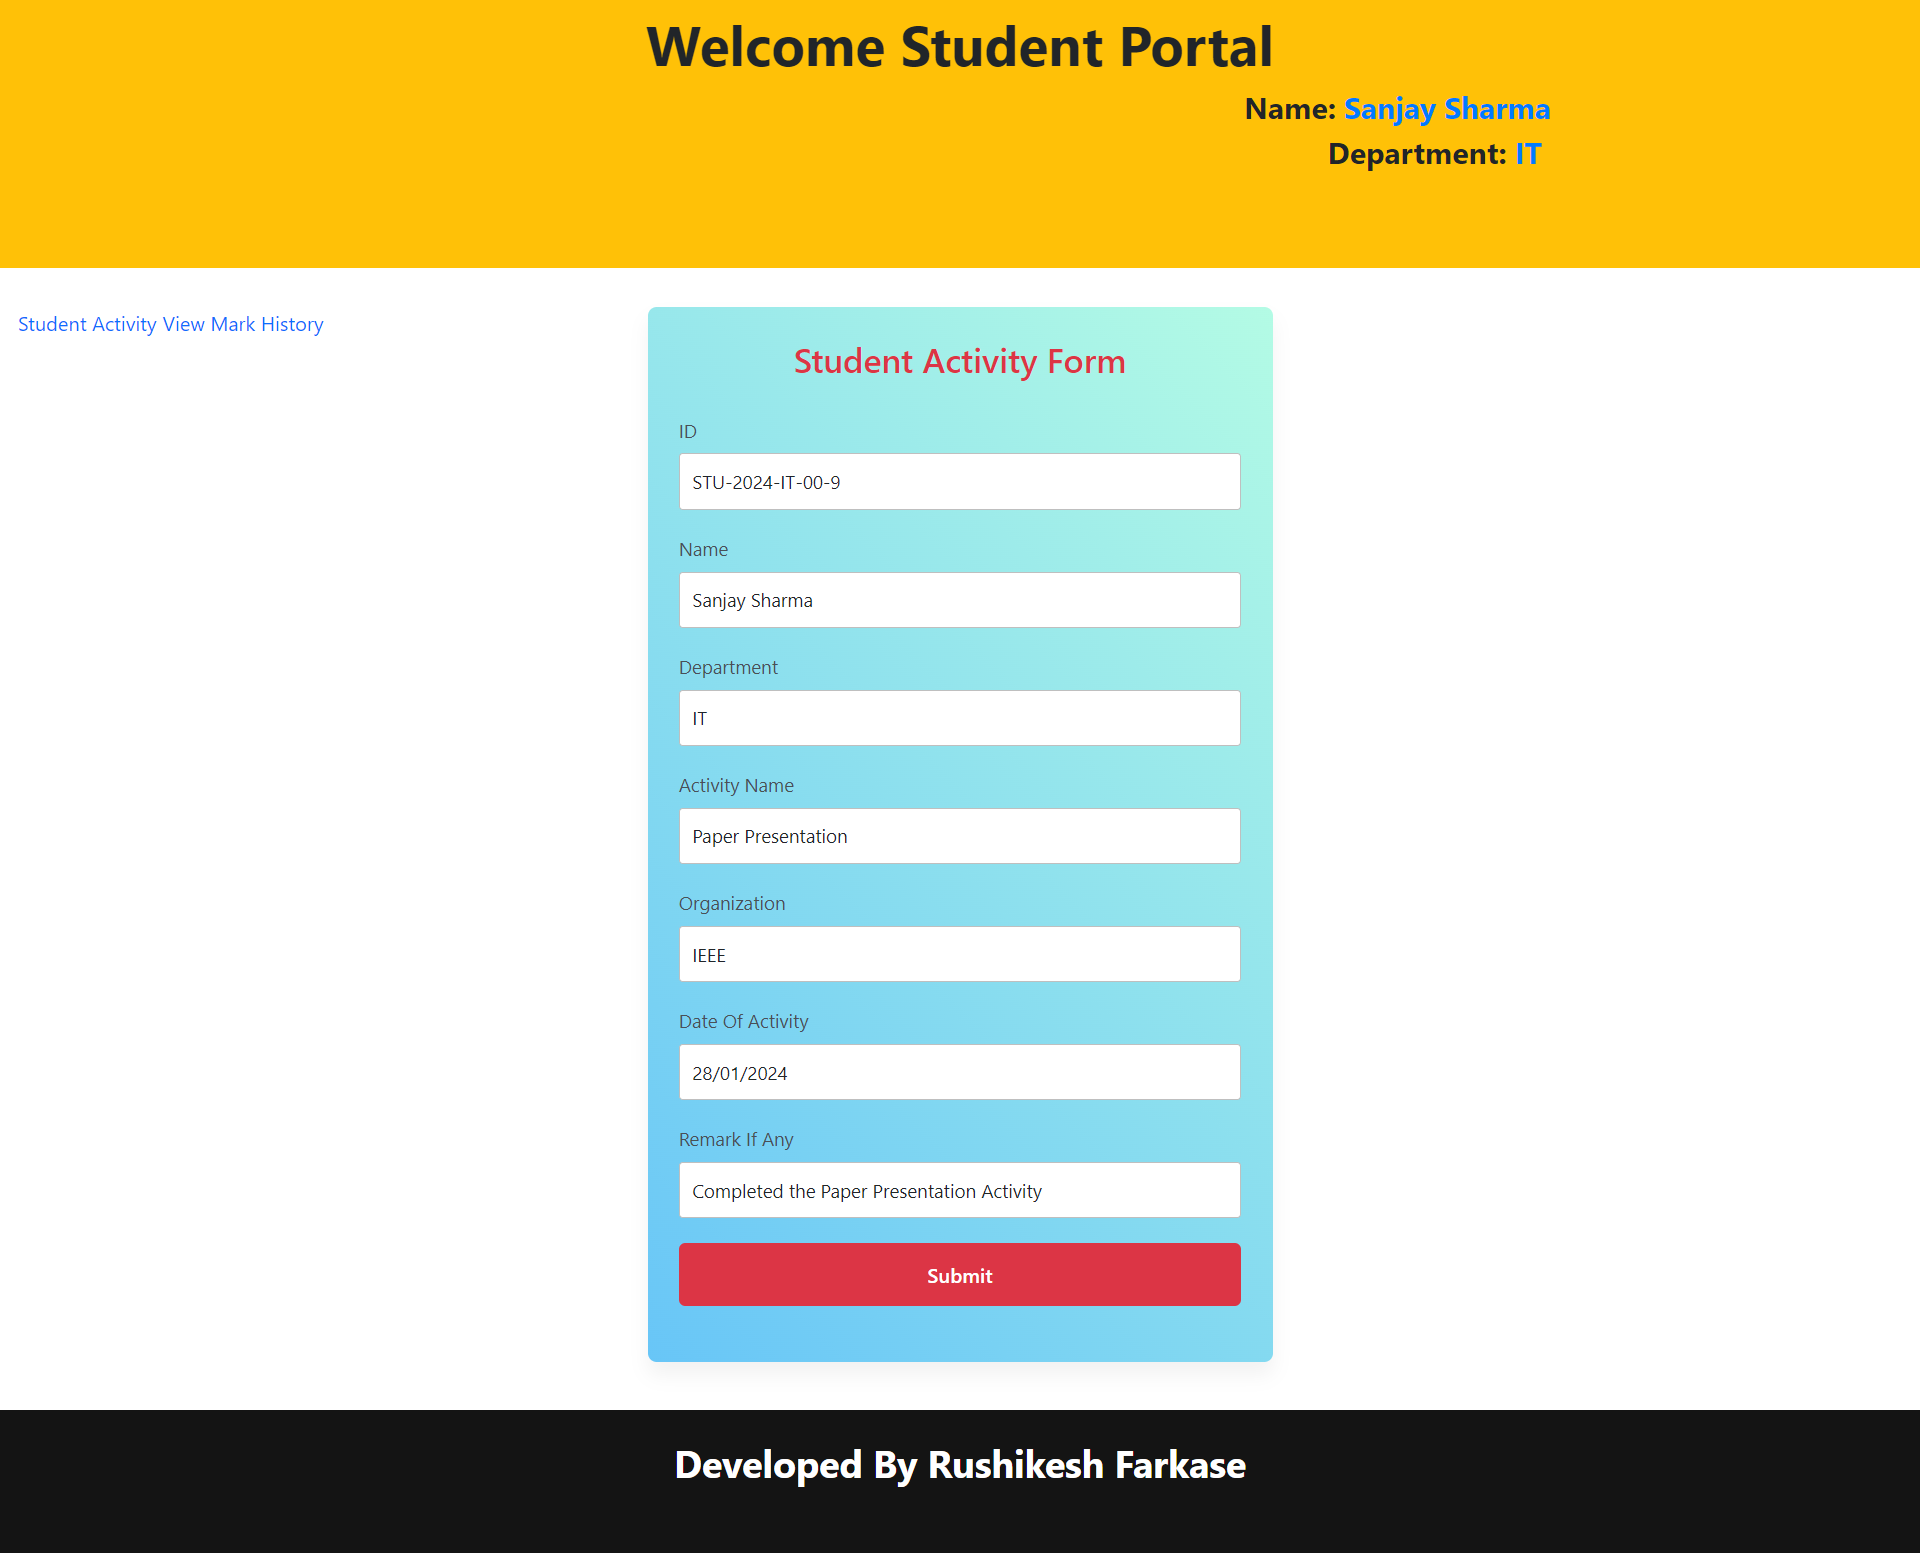 Welcome Student Portal
Name: Sanjay Sharma
Department: IT
Student Activity View Mark History
Student Activity Form
ID
STU-2024-IT-00-9
Name
Sanjay Sharma
Department
IT
Activity Name
Paper Presentation
Organization
IEEE
Date Of Activity
28/01/2024
Remark If Any
Completed the Paper Presentation Activity
Submit
Developed By Rushikesh Farkase